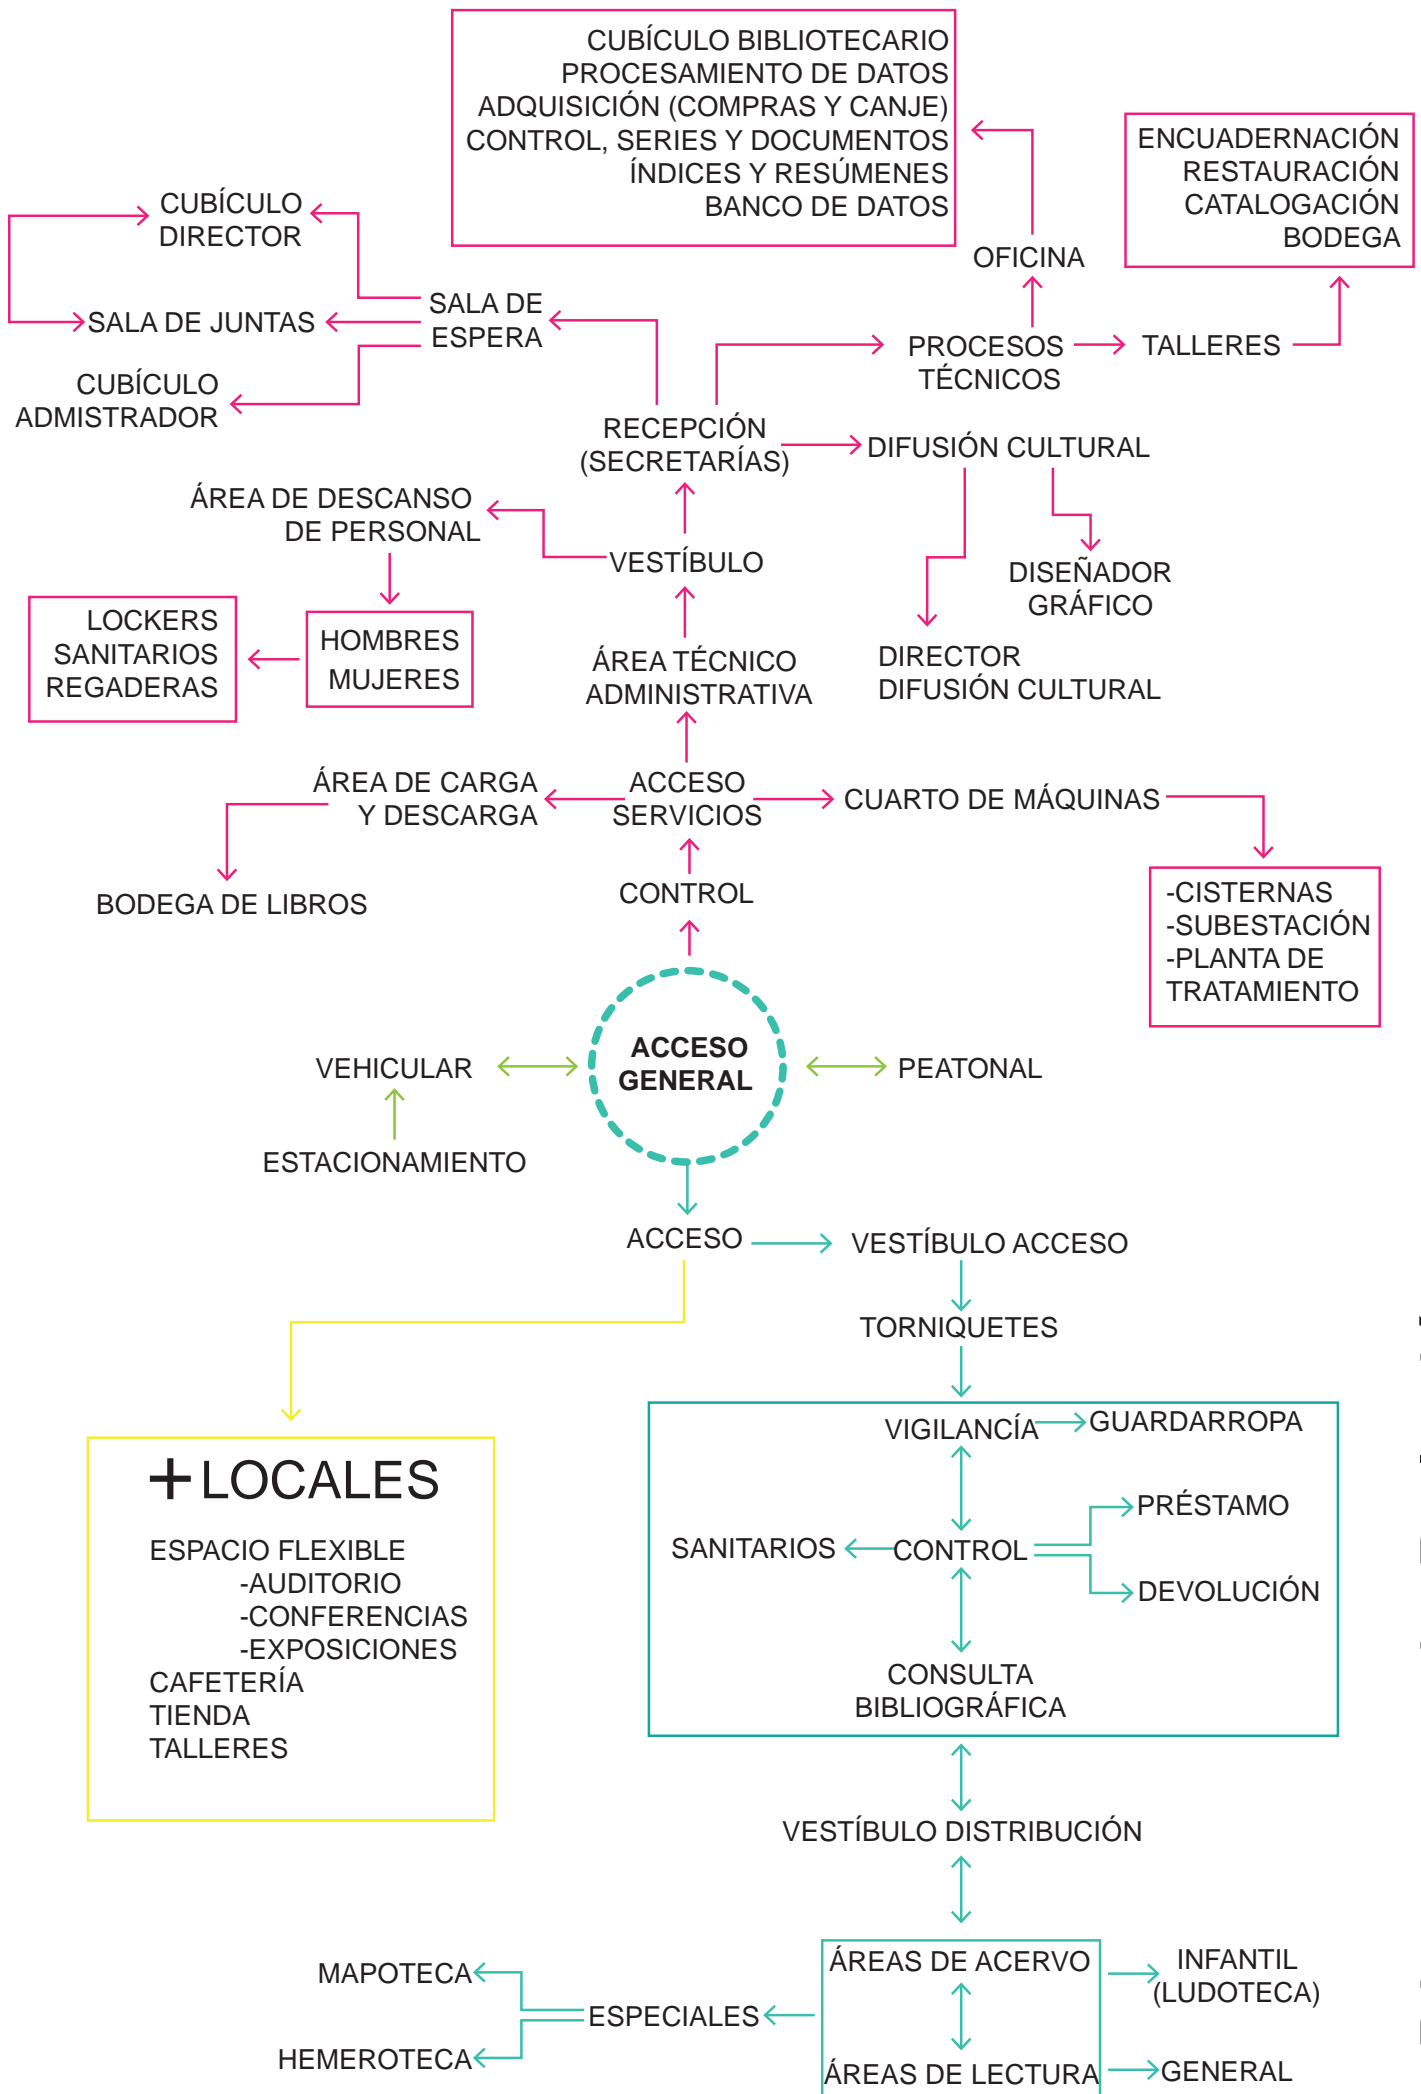 CUBÍCULO BIBLIOTECARIO
PROCESAMIENTO DE DATOS
ADQUISICIÓN (COMPRAS Y CANJE)
CONTROL, SERIES Y DOCUMENTOS
ÍNDICES Y RESÚMENES
BANCO DE DATOS
ENCUADERNACIÓN
RESTAURACIÓN
CATALOGACIÓN
BODEGA
CUBÍCULO
DIRECTOR
OFICINA
SALA DE JUNTAS
SALA DE
ESPERA
PROCESOS
TÉCNICOS
TALLERES
CUBÍCULO
ADMISTRADOR
RECEPCIÓN
(SECRETARÍAS)
DIFUSIÓN CULTURAL
ÁREA DE DESCANSO
DE PERSONAL
VESTÍBULO
DISEÑADOR
GRÁFICO
LOCKERS
SANITARIOS
REGADERAS
HOMBRES
MUJERES
ÁREA TÉCNICO
ADMINISTRATIVA
DIRECTOR
DIFUSIÓN CULTURAL
ÁREA DE CARGA
Y DESCARGA
ACCESO
SERVICIOS
CUARTO DE MÁQUINAS
BODEGA DE LIBROS
CONTROL
-CISTERNAS
-SUBESTACIÓN
-PLANTA DE
TRATAMIENTO
VEHICULAR
ACCESO
GENERAL
PEATONAL
ESTACIONAMIENTO
ACCESO
VESTÍBULO ACCESO
TORNIQUETES
VIGILANCÍA
GUARDARROPA
PRÉSTAMO
SANITARIOS
CONTROL
DEVOLUCIÓN
CONSULTA
BIBLIOGRÁFICA
+LOCALES
ESPACIO FLEXIBLE
-AUDITORIO
-CONFERENCIAS
-EXPOSICIONES
CAFETERÍA
TIENDA
TALLERES
VESTÍBULO DISTRIBUCIÓN
MAPOTECA
ESPECIALES
HEMEROTECA
ÁREAS DE ACERVO
INFANTIL
(LUDOTECA)
ÁREAS DE LECTURA
GENERAL